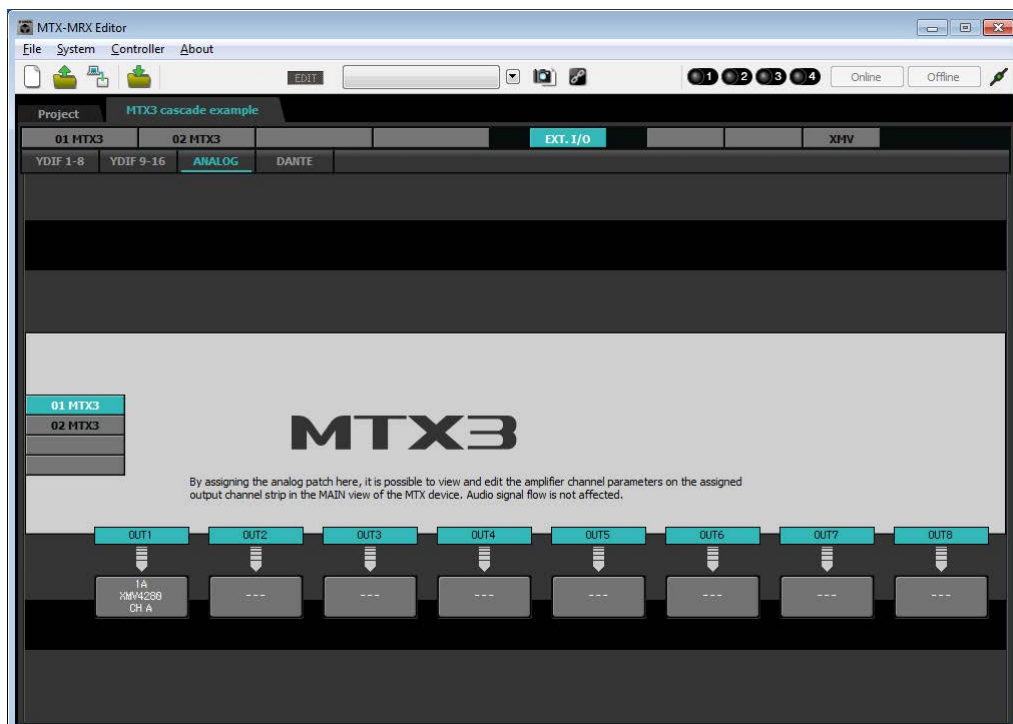 MTX-MRX Editor
File System Controller About
EDIT
1 2 3 4
Online Offline
Project MTX3 cascade example
01 MTX3 02 MTX3 EXT. I/O XMV
YDIF 1-8 YDIF 9-16 ANALOG DANTE
01 MTX3
02 MTX3
MTX3
By assigning the analog patch here, it is possible to view and edit the amplifier channel parameters on the assigned
output channel strip in the MAIN view of the MTX device. Audio signal flow is not affected.
OUT1 OUT2 OUT3 OUT4 OUT5 OUT6 OUT7 OUT8
1A
XMV4280
CH A
--- --- --- --- --- --- ---